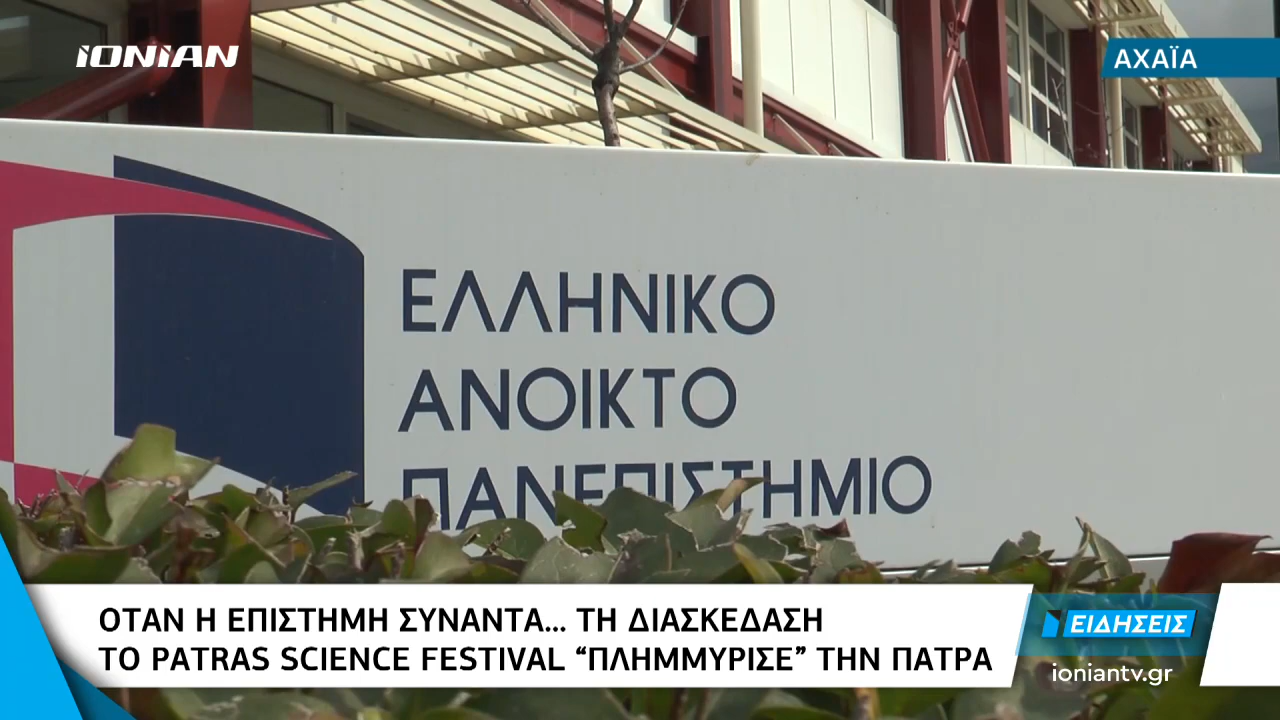 IONIAN
ΑΧΑΪΑ
ΕΛΛΗΝΙΚΟ
ΑΝΟΙΚΤΟ
ΠΑΝΕΠΙΣΤΗΜΙΟ
ΟΤΑΝ Η ΕΠΙΣΤΗΜΗ ΣΥΝΑΝΤΑ... ΤΗ ΔΙΑΣΚΕΔΑΣΗ
ΤΟ PATRAS SCIENCE FESTIVAL “ΠΛΗΜΜΥΡΙΣΕ” ΤΗΝ ΠΑΤΡΑ
ΕΙΔΗΣΕΙΣ
ioniantv.gr